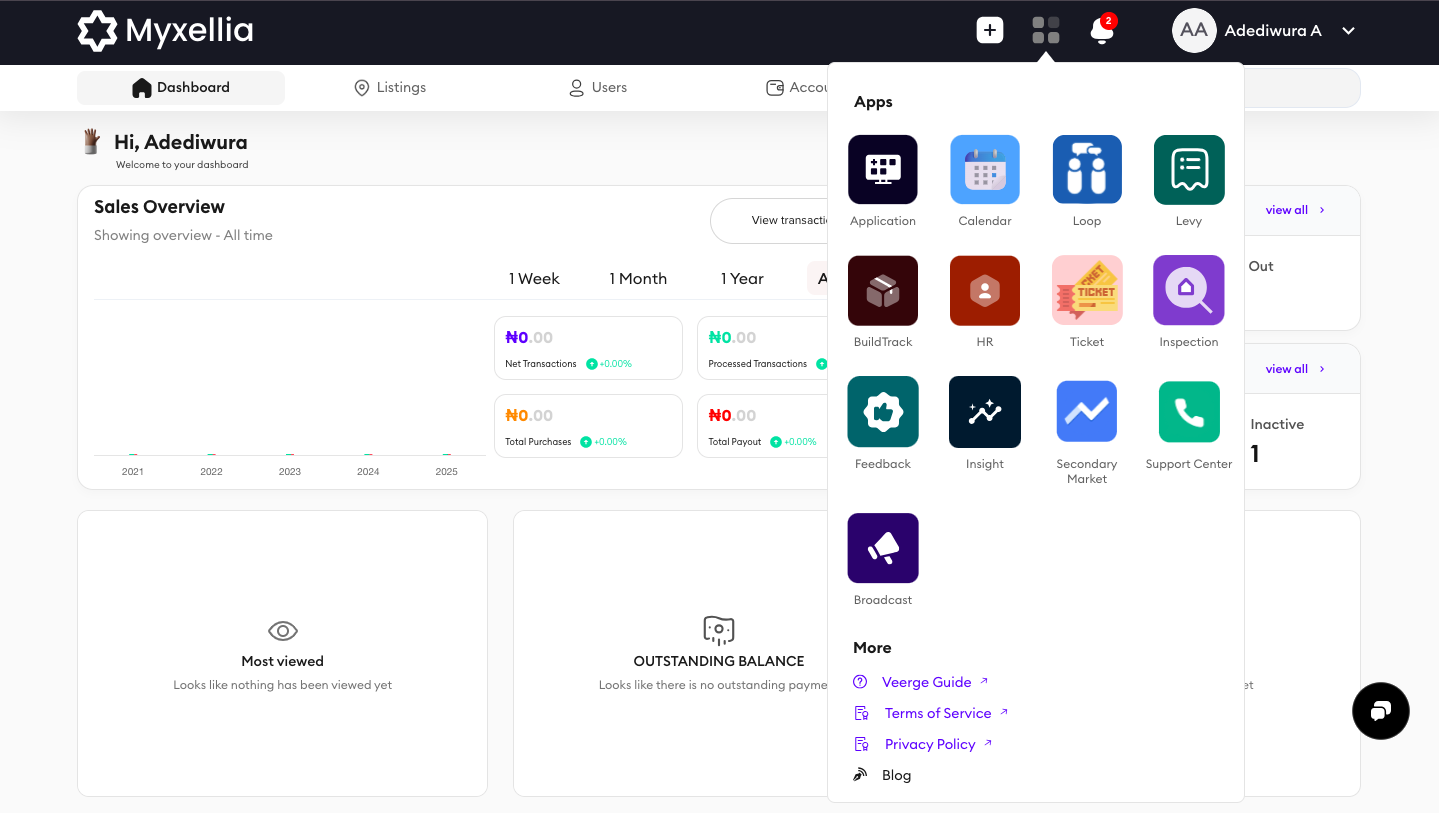 Myxellia
2
AA
Adediwura A
Dashboard
Listings
Users
Hi, Adediwura
Welcome to your dashboard
Sales Overview
Showing overview - All time
View
1 Week
1 Month
1 Year
₦0.00
Net Transactions
+0.00%
₦0.00
Processed Transactions
₦0.00
Total Purchases
+0.00%
₦0.00
Total Payout
+0.00%
2021
2022
2023
2024
2025
view all
Out
view all
Inactive
1
Most viewed
Looks like nothing has been viewed yet
OUTSTANDING BALANCE
Looks like there is no outstanding
Apps
Application
Calendar
Loop
Levy
BuildTrack
HR
TICKET
Ticket
Inspection
Feedback
Insight
Secondary
Market
Support Center
Broadcast
More
Veerge Guide
Terms of Service
Privacy Policy
Blog